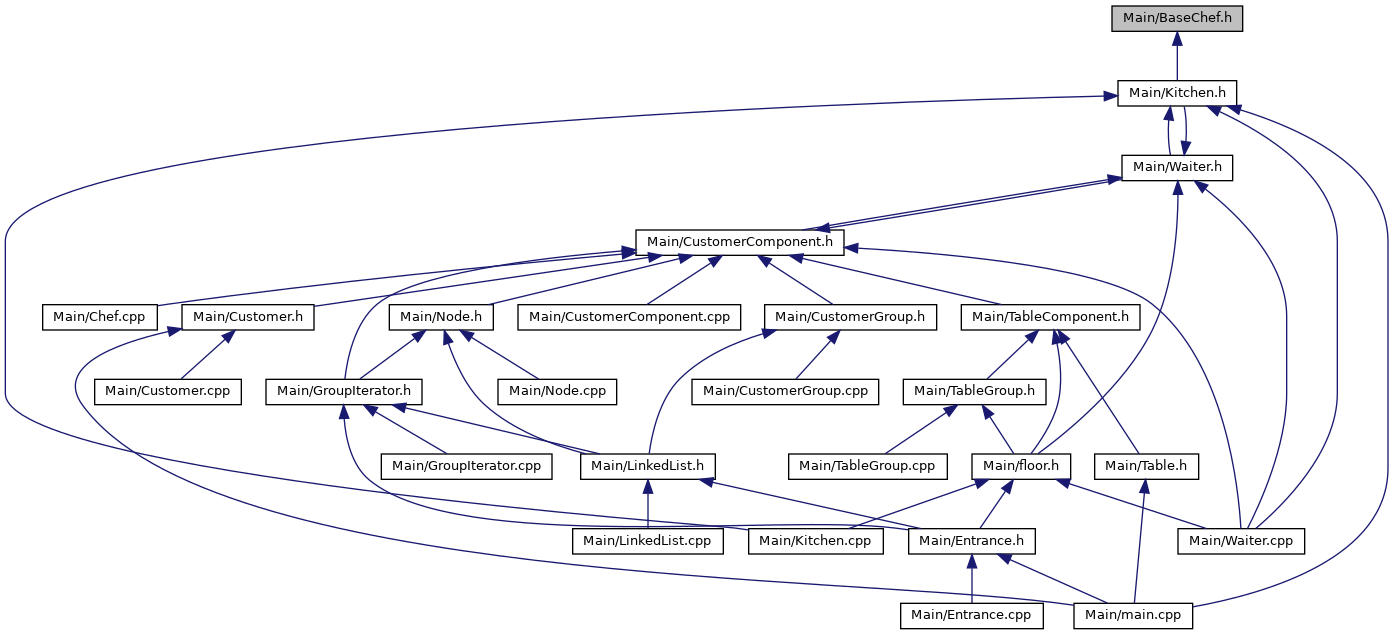 Main/BaseChef.h
Main/Kitchen.h
Main/Waiter.h
Main/CustomerComponent.h
Main/Chef.cpp
Main/Customer.h
Main/Node.h
Main/CustomerComponent.cpp
Main/CustomerGroup.h
Main/TableComponent.h
Main/Customer.cpp
Main/GroupIterator.h
Main/Node.cpp
Main/CustomerGroup.cpp
Main/TableGroup.h
Main/GroupIterator.cpp
Main/LinkedList.h
Main/TableGroup.cpp
Main/floor.h
Main/Table.h
Main/LinkedList.cpp
Main/Kitchen.cpp
Main/Entrance.h
Main/Waiter.cpp
Main/Entrance.cpp
Main/main.cpp